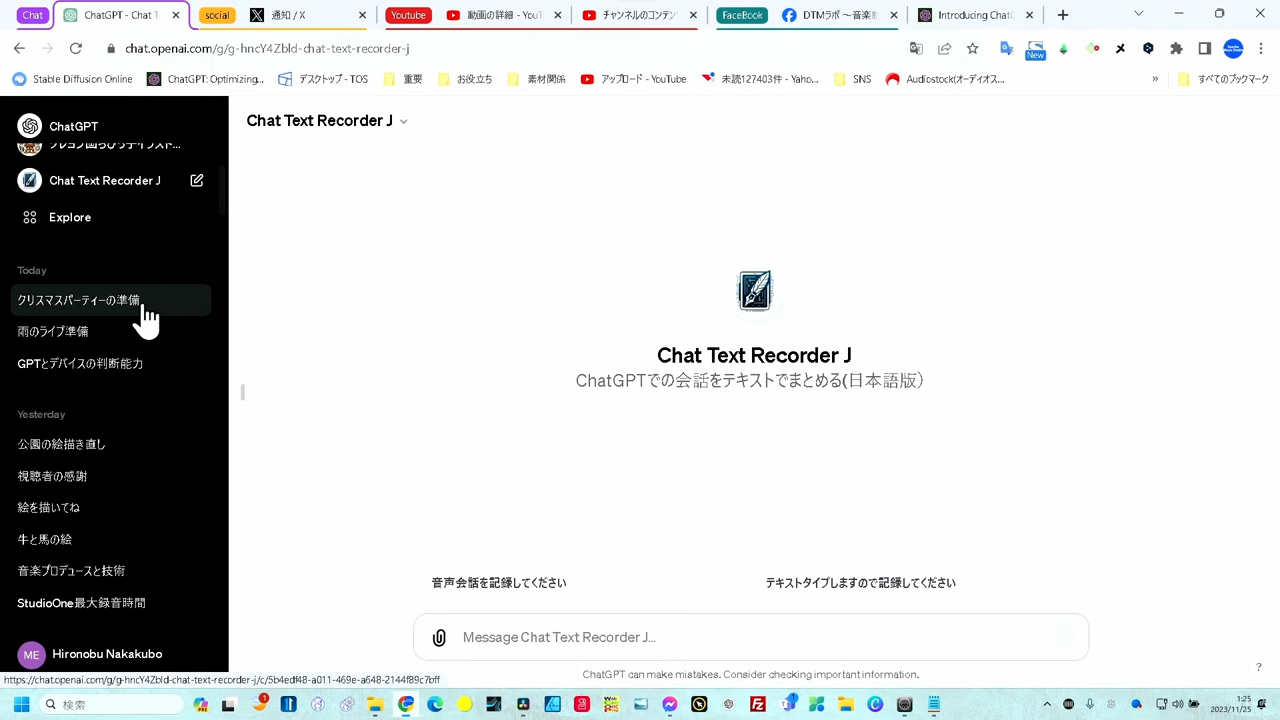 Chat
ChatGPT - Chat T
social
通知 / X
Youtube
動画の詳細 - YouT
チャンネルのコンテン
FaceBook
DTMラボ ～音楽制
Introducing ChatG
chat.openai.com/g/g-hncY4Zbld-chat-text-recorder-j
New
Stable Diffusion Online
ChatGPT: Optimizing...
デスクトップ - TOS
重要
お役立ち
素材関係
アップロード - YouTube
未読127403件 - Yaho...
SNS
Audiostock(オーディオス...
»
すべてのブックマーク
ChatGPT
Chat Text Recorder J
Explore
Today
クリスマスパーティーの準備
雨のライブ準備
GPTとデバイスの判断能力
Yesterday
公園の絵描き直し
視聴者の感謝
絵を描いてね
牛と馬の絵
音楽プロデュースと技術
StudioOne最大録音時間
ME
Hironobu Nakakubo
Chat Text Recorder J
Chat Text Recorder J
ChatGPTでの会話をテキストでまとめる(日本語版）
音声会話を記録してください
テキストタイプしますので記録してください
Message Chat Text Recorder J...
ChatGPT can make mistakes. Consider checking important information.
?
https://chat.openai.com/g/g-hncY4Zbld-chat-text-recorder-j/c/5b4edf48-a011-469e-a648-2144f89c7bff
検索
1:25
2023/11/25